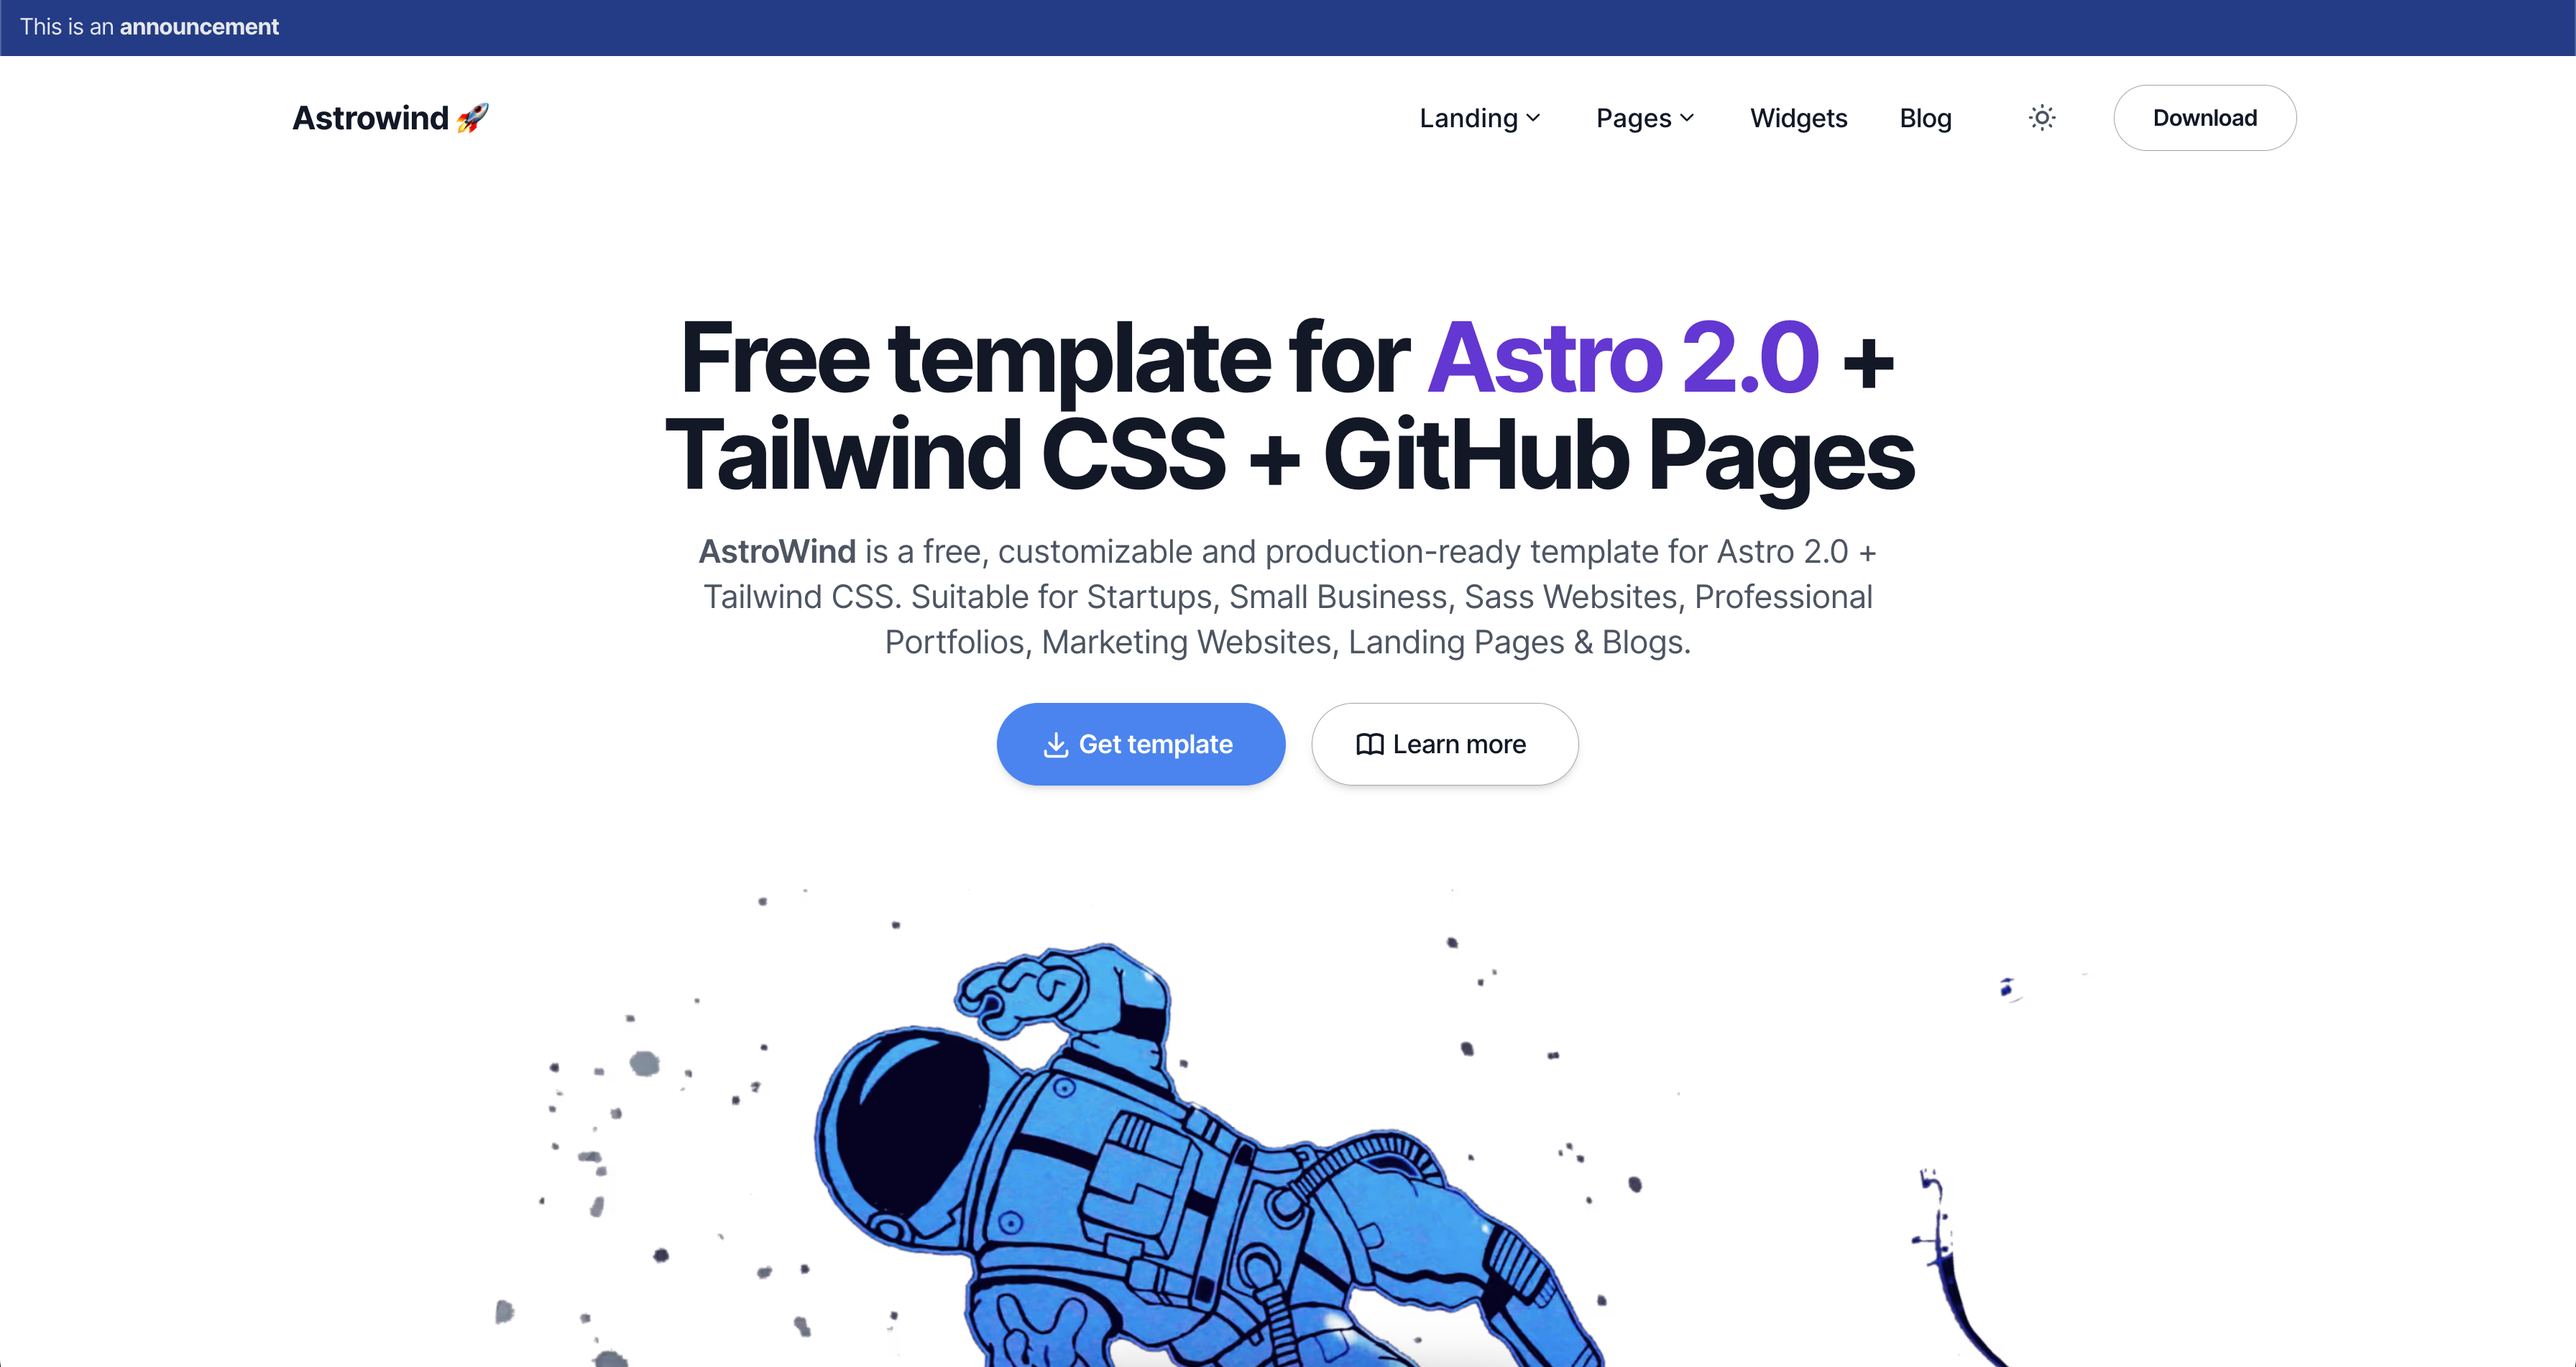 This is an announcement
Astrowind 🚀
Landing
Pages
Widgets
Blog
Download
Free template for Astro 2.0 +
Tailwind CSS + GitHub Pages
AstroWind is a free, customizable and production-ready template for Astro 2.0 +
Tailwind CSS. Suitable for Startups, Small Business, Sass Websites, Professional
Portfolios, Marketing Websites, Landing Pages & Blogs.
Get template
Learn more